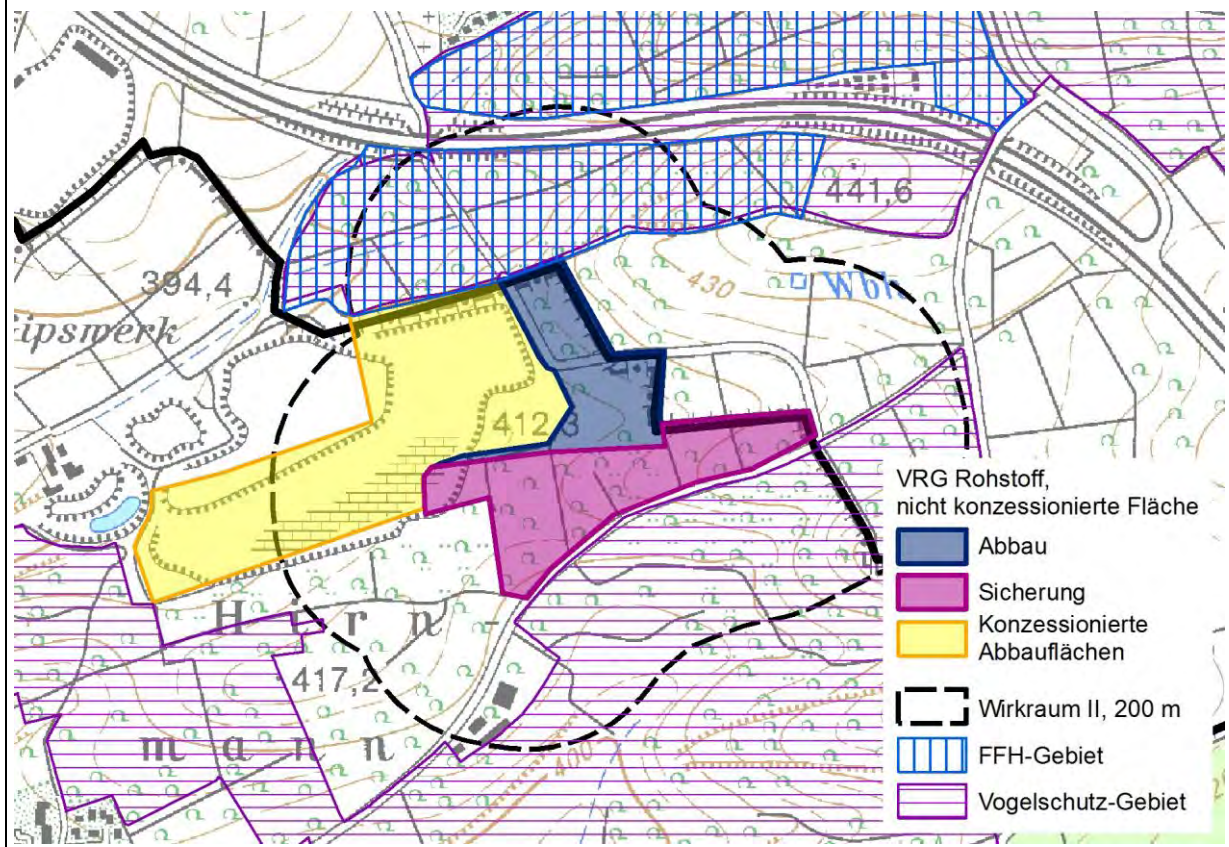 441,6
430
Wbh.
394,4
ipswerk
412,3
H i r n -
417,2
m a n n
400
VRG Rohstoff,
nicht konzessionierte Fläche
Abbau
Sicherung
Konzessionierte
Abbauflächen
Wirkraum II, 200 m
FFH-Gebiet
Vogelschutz-Gebiet